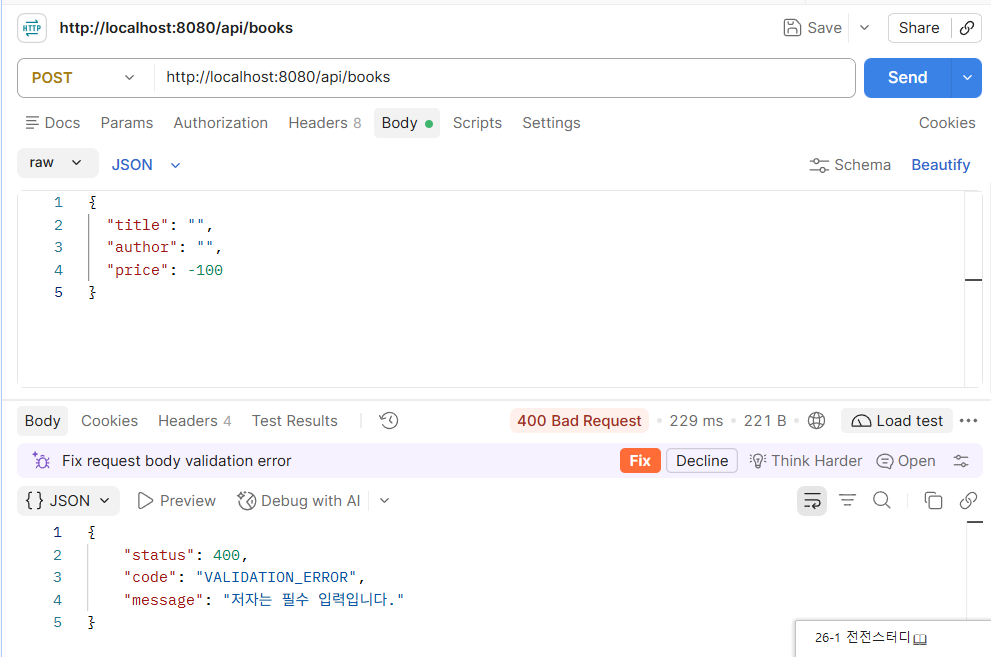 HTTP http://localhost:8080/api/books Save Share
POST http://localhost:8080/api/books Send
Docs Params Authorization Headers 8 Body Scripts Settings Cookies
raw JSON Schema Beautify
1 {
2 "title": "",
3 "author": "",
4 "price": -100
5 }
Body Cookies Headers 4 Test Results 400 Bad Request 229 ms 221 B Load test
Fix request body validation error Fix Decline Think Harder Open
{} JSON Preview Debug with AI
1 {
2 "status": 400,
3 "code": "VALIDATION_ERROR",
4 "message": "저자는 필수 입력입니다."
5 }
26-1 전전스터디📖